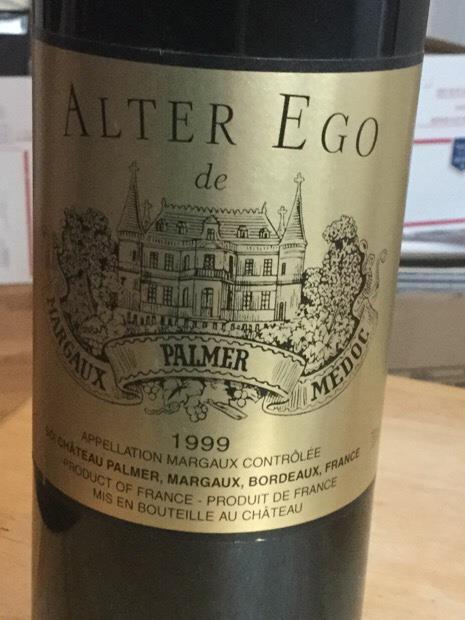 ALTER EGO
de
MARGAUX
PALMER
MÉDOC
1999
APPELLATION MARGAUX CONTRÔLÉE
CHÂTEAU PALMER, MARGAUX, BORDEAUX, FRANCE
PRODUCT OF FRANCE - PRODUIT DE FRANCE
MIS EN BOUTEILLE AU CHÂTEAU